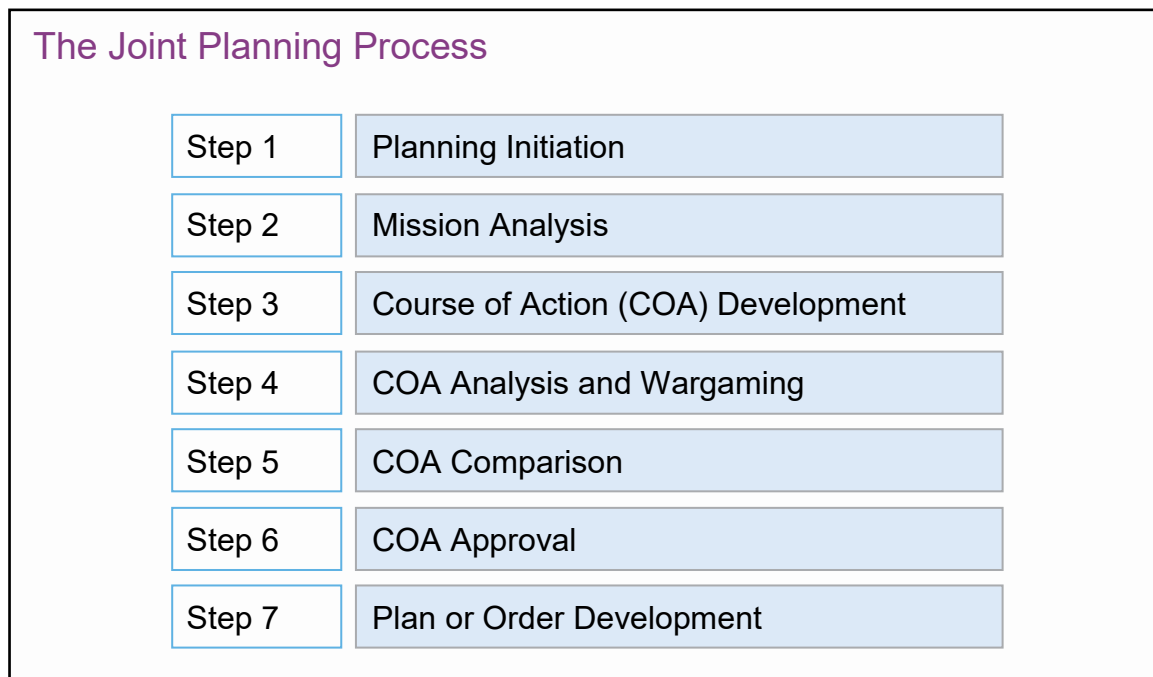 The Joint Planning Process
Step 1 Planning Initiation
Step 2 Mission Analysis
Step 3 Course of Action (COA) Development
Step 4 COA Analysis and Wargaming
Step 5 COA Comparison
Step 6 COA Approval
Step 7 Plan or Order Development